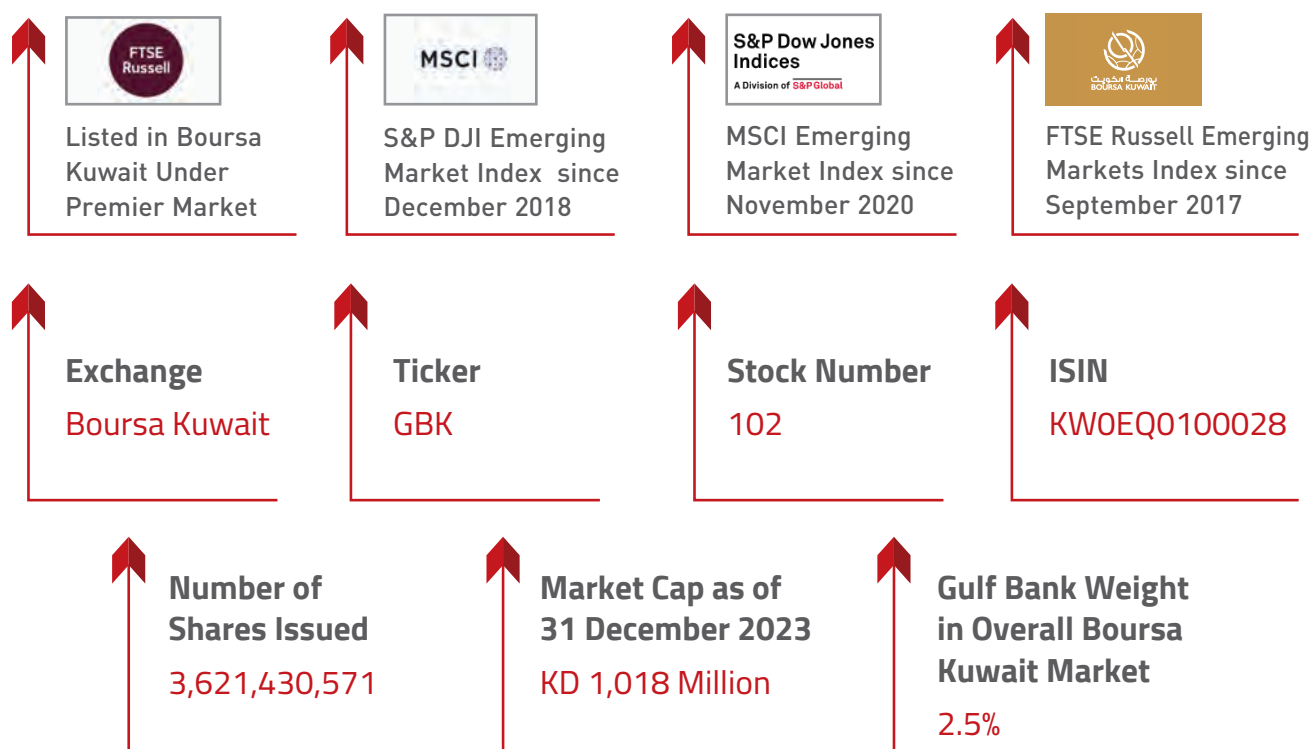 FTSE
Russell
Listed in Boursa
Kuwait Under
Premier Market
MSCI
S&P DJI Emerging
Market Index since
December 2018
S&P Dow Jones
Indices
A Division of S&P Global
MSCI Emerging
Market Index since
November 2020
بورصة الكويت
BOURSA KUWAIT
FTSE Russell Emerging
Markets Index since
September 2017
Exchange
Boursa Kuwait
Ticker
GBK
Stock Number
102
ISIN
KW0EQ0100028
Number of
Shares Issued
3,621,430,571
Market Cap as of
31 December 2023
KD 1,018 Million
Gulf Bank Weight
in Overall Boursa
Kuwait Market
2.5%